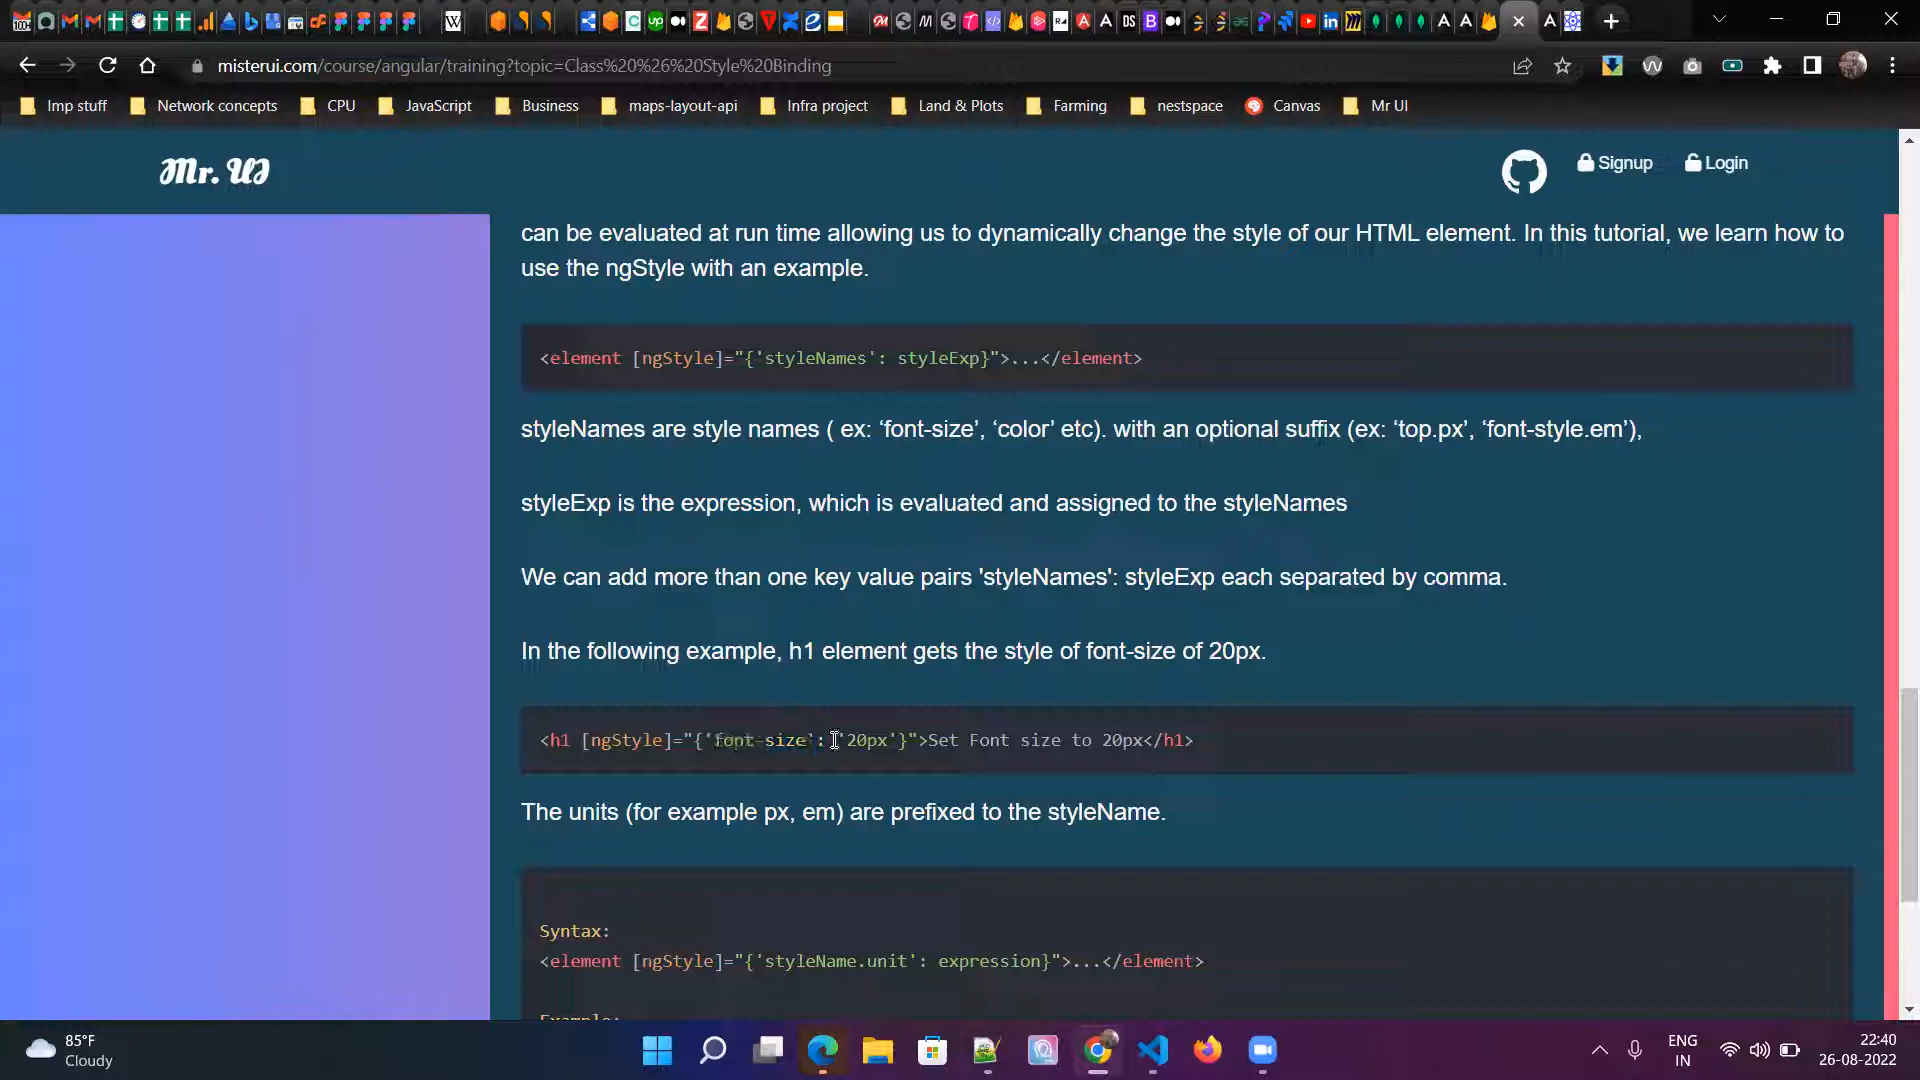 misterui.com/course/angular/training?topic=Class%20%26%20Style%20Binding
Imp stuff
Network concepts
CPU
JavaScript
Business
maps-layout-api
Infra project
Land & Plots
Farming
nestspace
Canvas
Mr UI
Mr. UI
Signup
Login
can be evaluated at run time allowing us to dynamically change the style of our HTML element. In this tutorial, we learn how to
use the ngStyle with an example.
<element [ngStyle]="{'styleNames': styleExp}">...</element>
styleNames are style names ( ex: ‘font-size’, ‘color’ etc). with an optional suffix (ex: ‘top.px’, ‘font-style.em’),
styleExp is the expression, which is evaluated and assigned to the styleNames
We can add more than one key value pairs 'styleNames': styleExp each separated by comma.
In the following example, h1 element gets the style of font-size of 20px.
<h1 [ngStyle]="{'font-size': '20px'}">Set Font size to 20px</h1>
The units (for example px, em) are prefixed to the styleName.
Syntax:
<element [ngStyle]="{'styleName.unit': expression}">...</element>
Example:
85°F
Cloudy
ENG
IN
22:40
26-08-2022